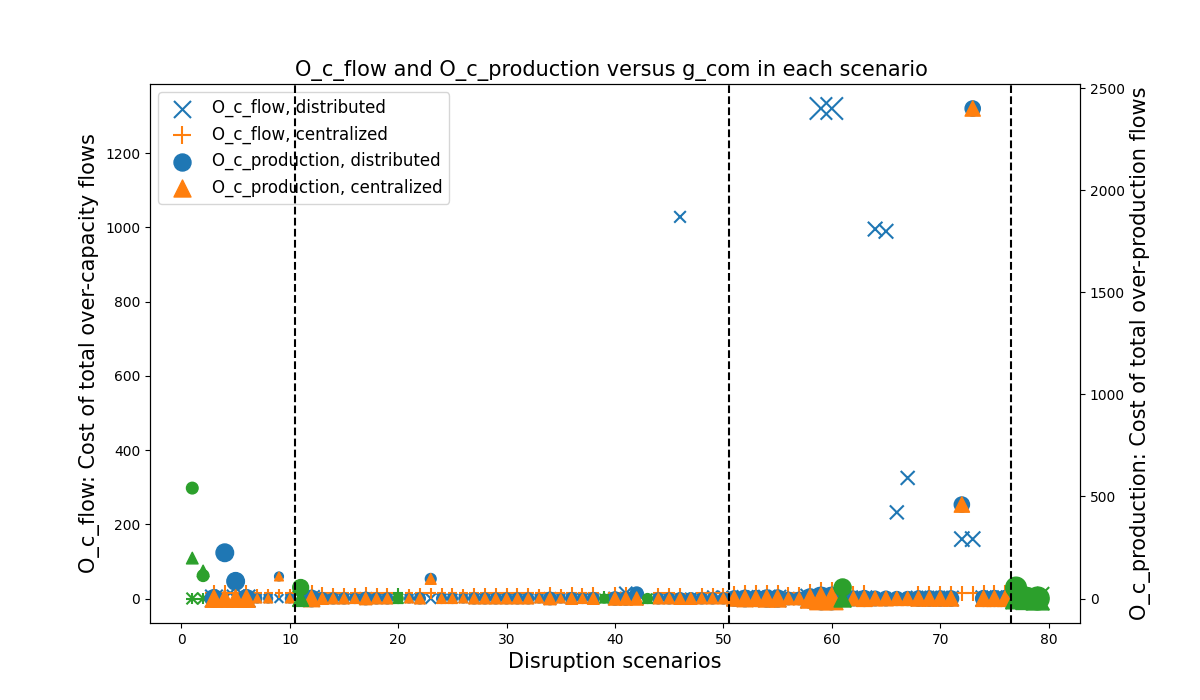 O_c_flow and O_c_production versus g_com in each scenario
O_c_flow, distributed
O_c_flow, centralized
O_c_production, distributed
O_c_production, centralized
O_c_flow: Cost of total over-capacity flows
1200
1000
800
600
400
200
0
2500
2000
1500
1000
500
0
O_c_production: Cost of total over-production flows
0 10 20 30 40 50 60 70 80
Disruption scenarios